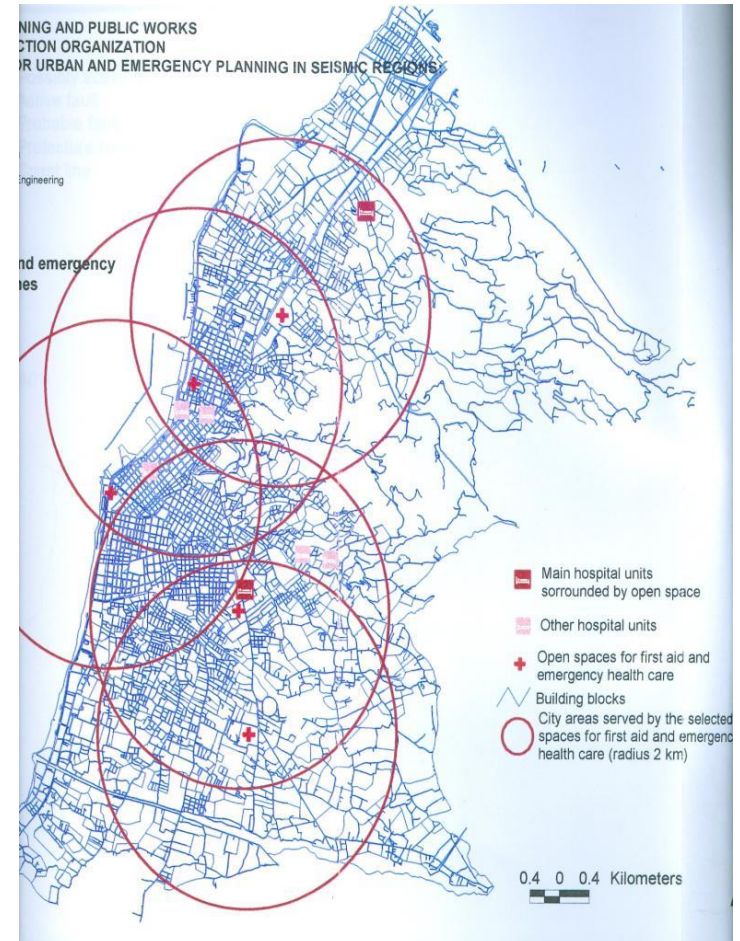 NING AND PUBLIC WORKS
CTION ORGANIZATION
OR URBAN AND EMERGENCY PLANNING IN SEISMIC REGIONS
Engineering
nd emergency
nes
Main hospital units
sorrounded by open space
Other hospital units
Open spaces for first aid and
emergency health care
Building blocks
City areas served by the selected
spaces for first aid and emergenc
health care (radius 2 km)
0.4 0 0.4 Kilometers